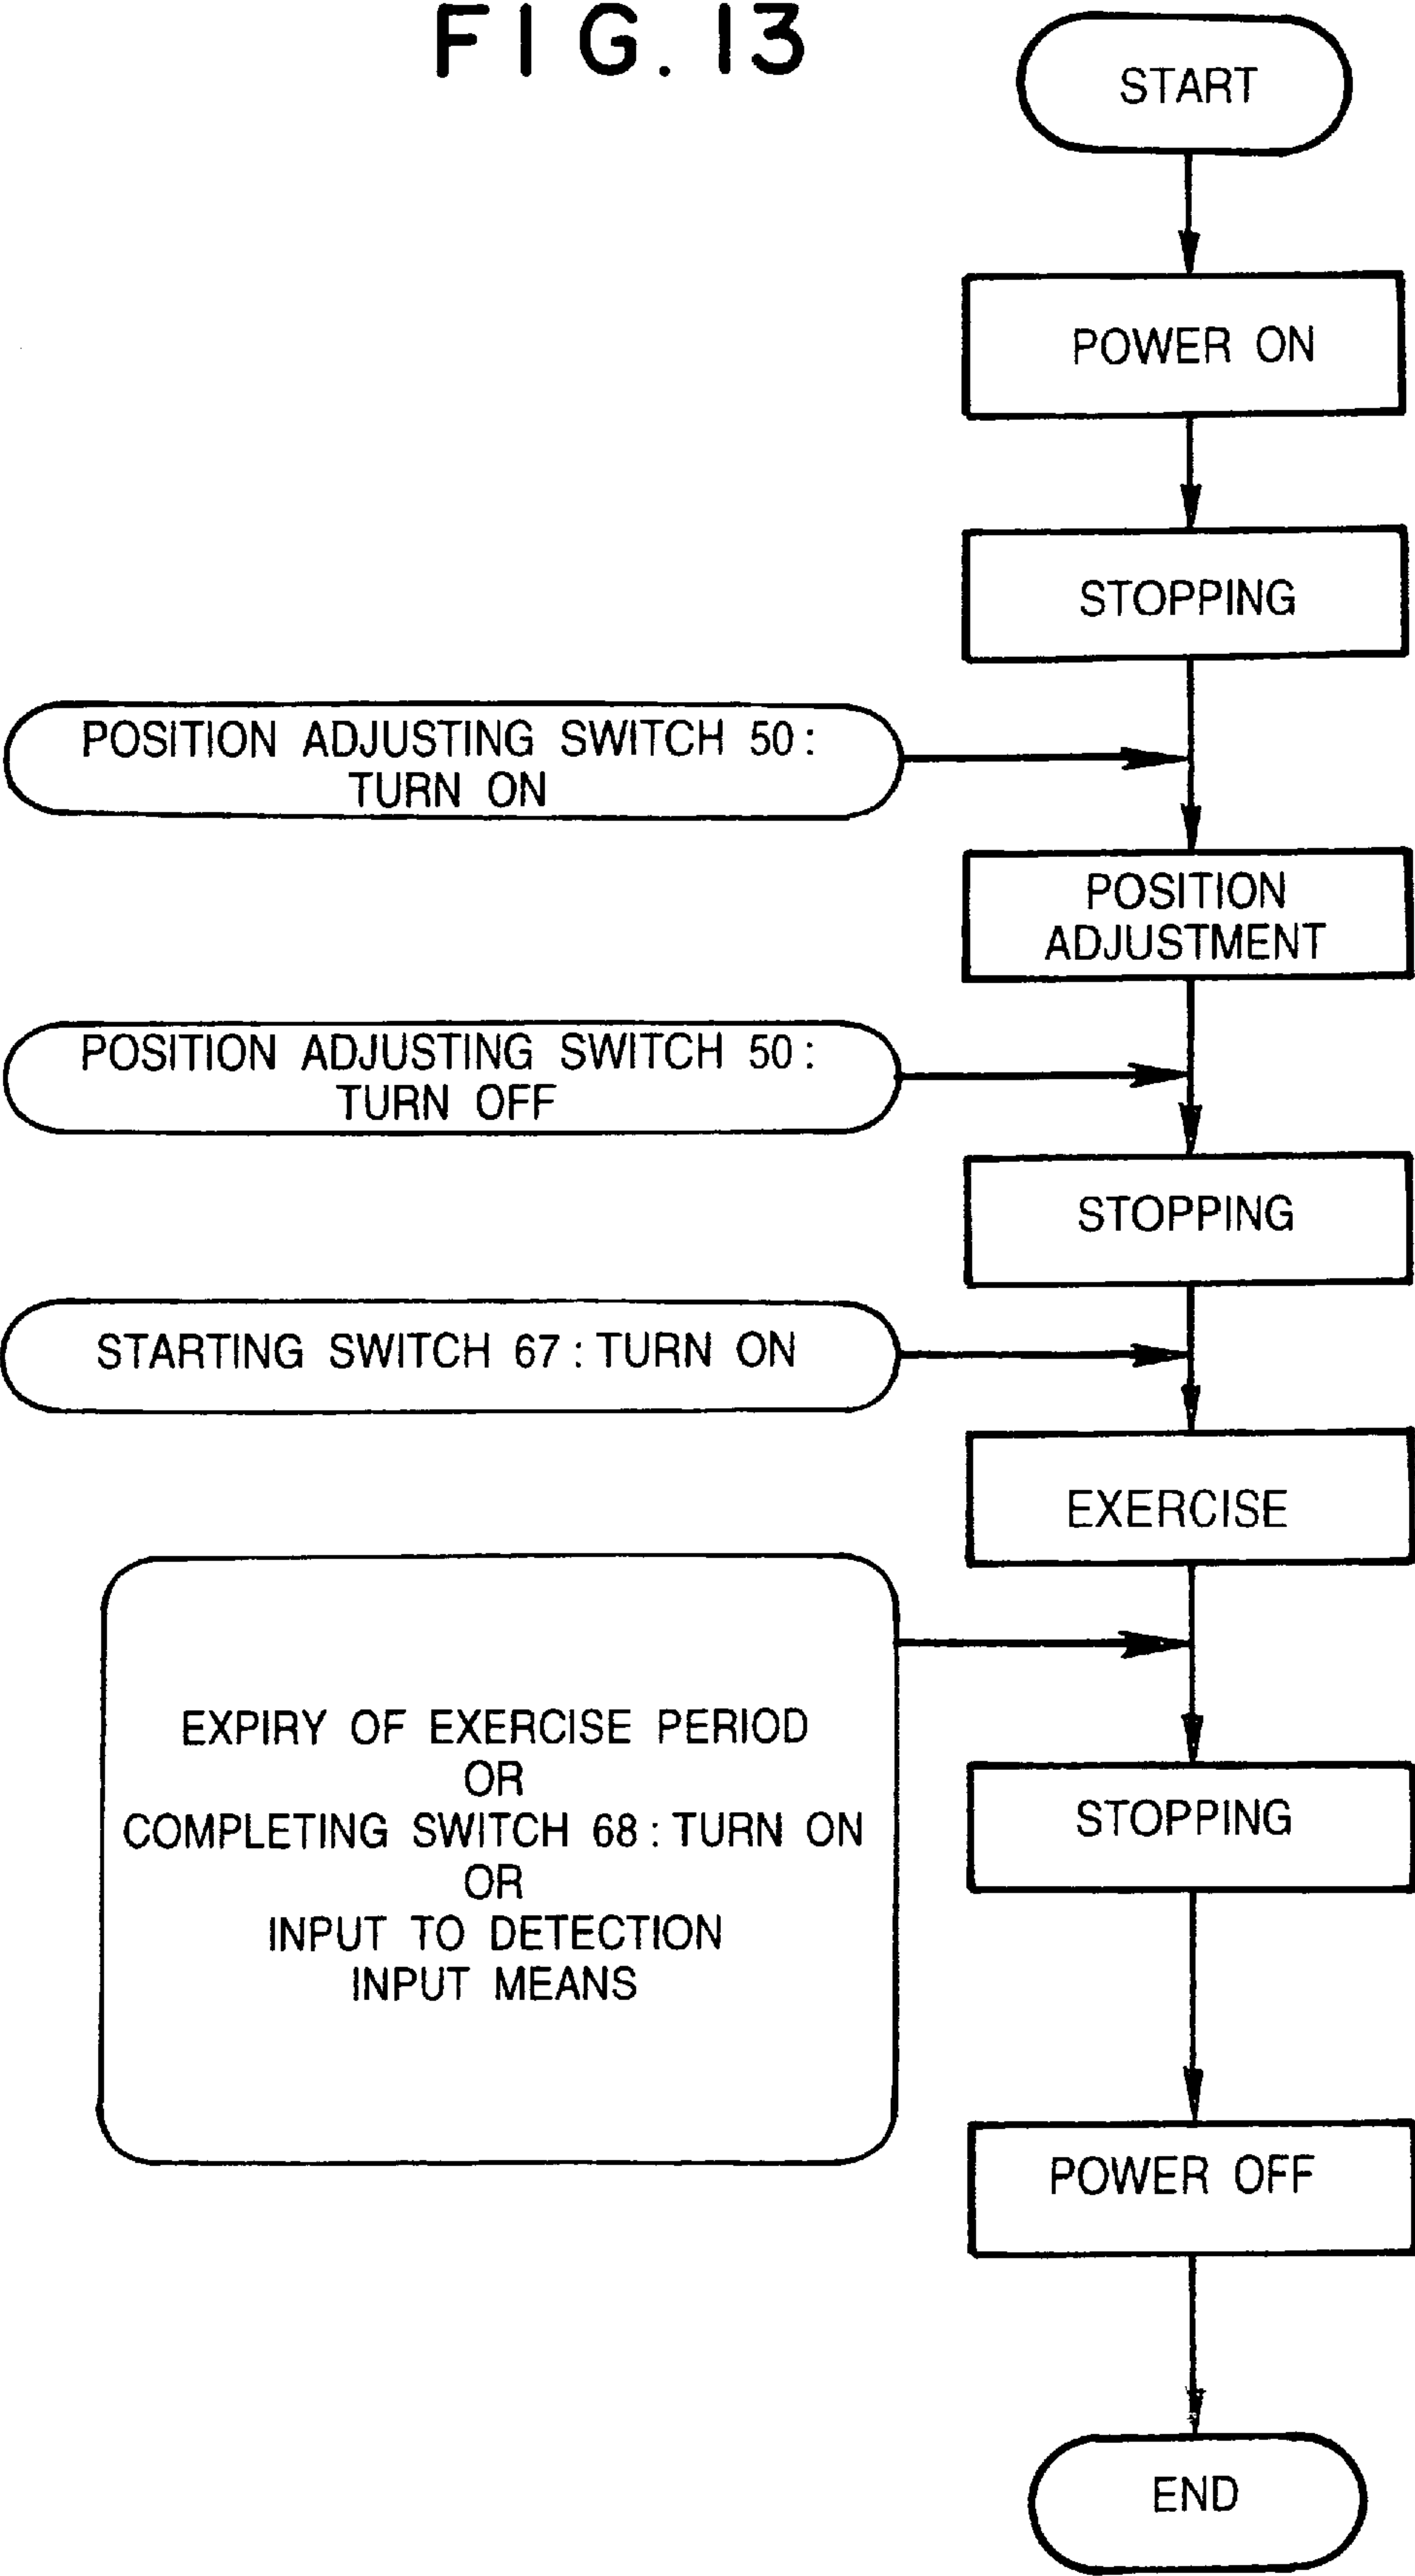 FIG. 13
START
POWER ON
STOPPING
POSITION ADJUSTING SWITCH 50:
TURN ON
POSITION
ADJUSTMENT
POSITION ADJUSTING SWITCH 50:
TURN OFF
STOPPING
STARTING SWITCH 67: TURN ON
EXERCISE
EXPIRY OF EXERCISE PERIOD
OR
COMPLETING SWITCH 68: TURN ON
OR
INPUT TO DETECTION
INPUT MEANS
STOPPING
POWER OFF
END